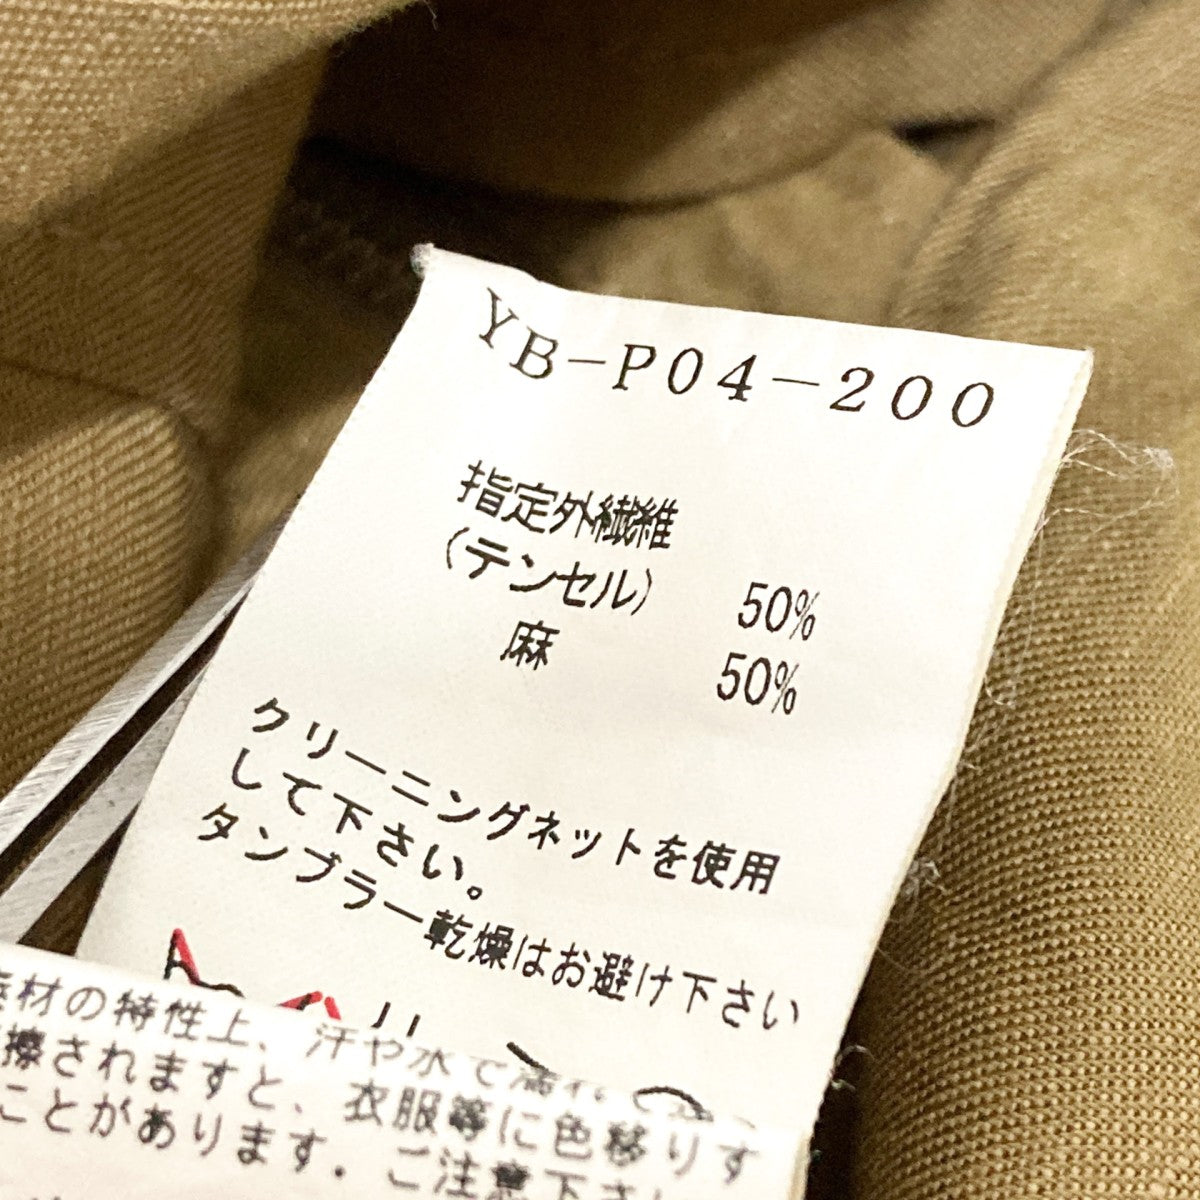 YB-P04-200
指定外繊維
(テンセル) 50%
麻 50%
クリーニングネットを使用
して下さい。
タンブラー乾燥はお避け下さい
素材の特性上、汗や水で濡れて
擦されますと、衣服等に色移りす
ことがあります。ご注意下さい